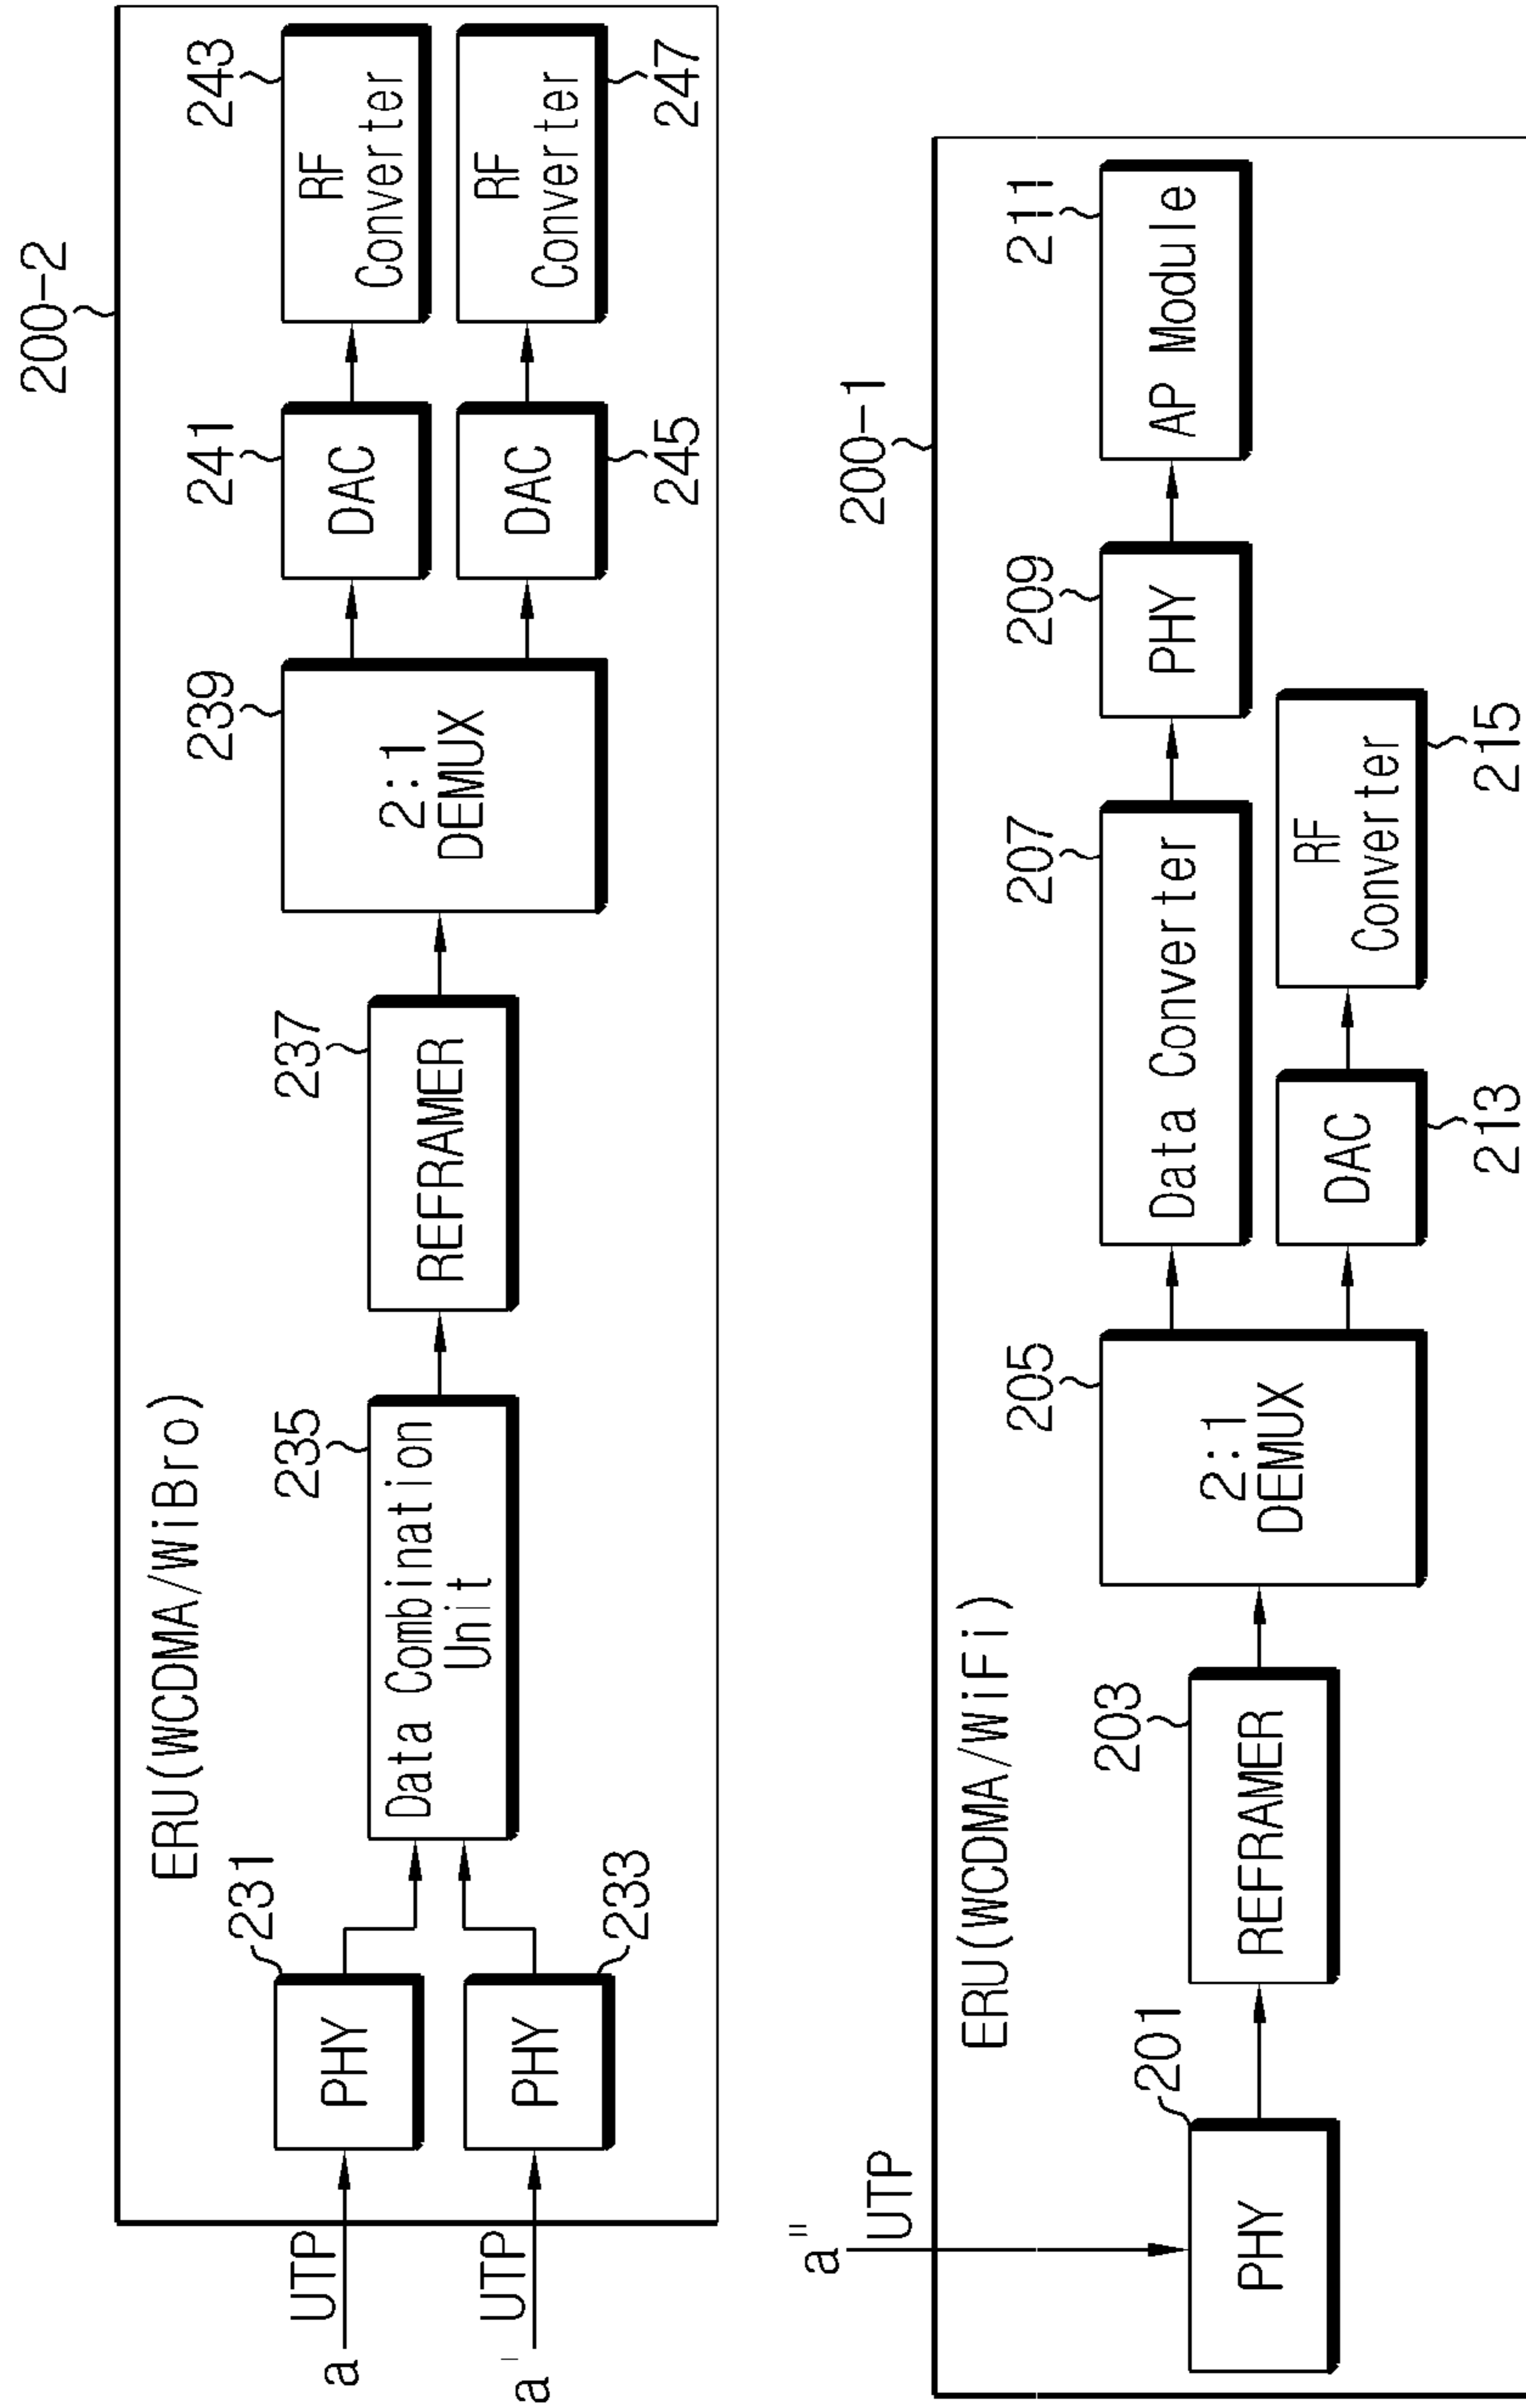 200-2
ERU(WCDMA/WiBro)
a
UTP
231
PHY
a'
UTP
233
PHY
235
Data Combination
Unit
237
REFRAMER
239
2:1
DEMUX
241
DAC
243
RF
Converter
245
DAC
247
RF
Converter
200-1
ERU(WCDMA/WiFi)
a"
UTP
201
PHY
203
REFRAMER
205
2:1
DEMUX
207
Data Converter
209
PHY
211
AP Module
213
DAC
215
RF
Converter